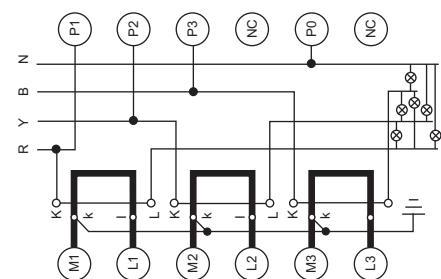 P1 P2 P3 NC P0 NC
N
B
Y
R
K k l L K k l L K k
M1 L1 M2 L2 M3 L3